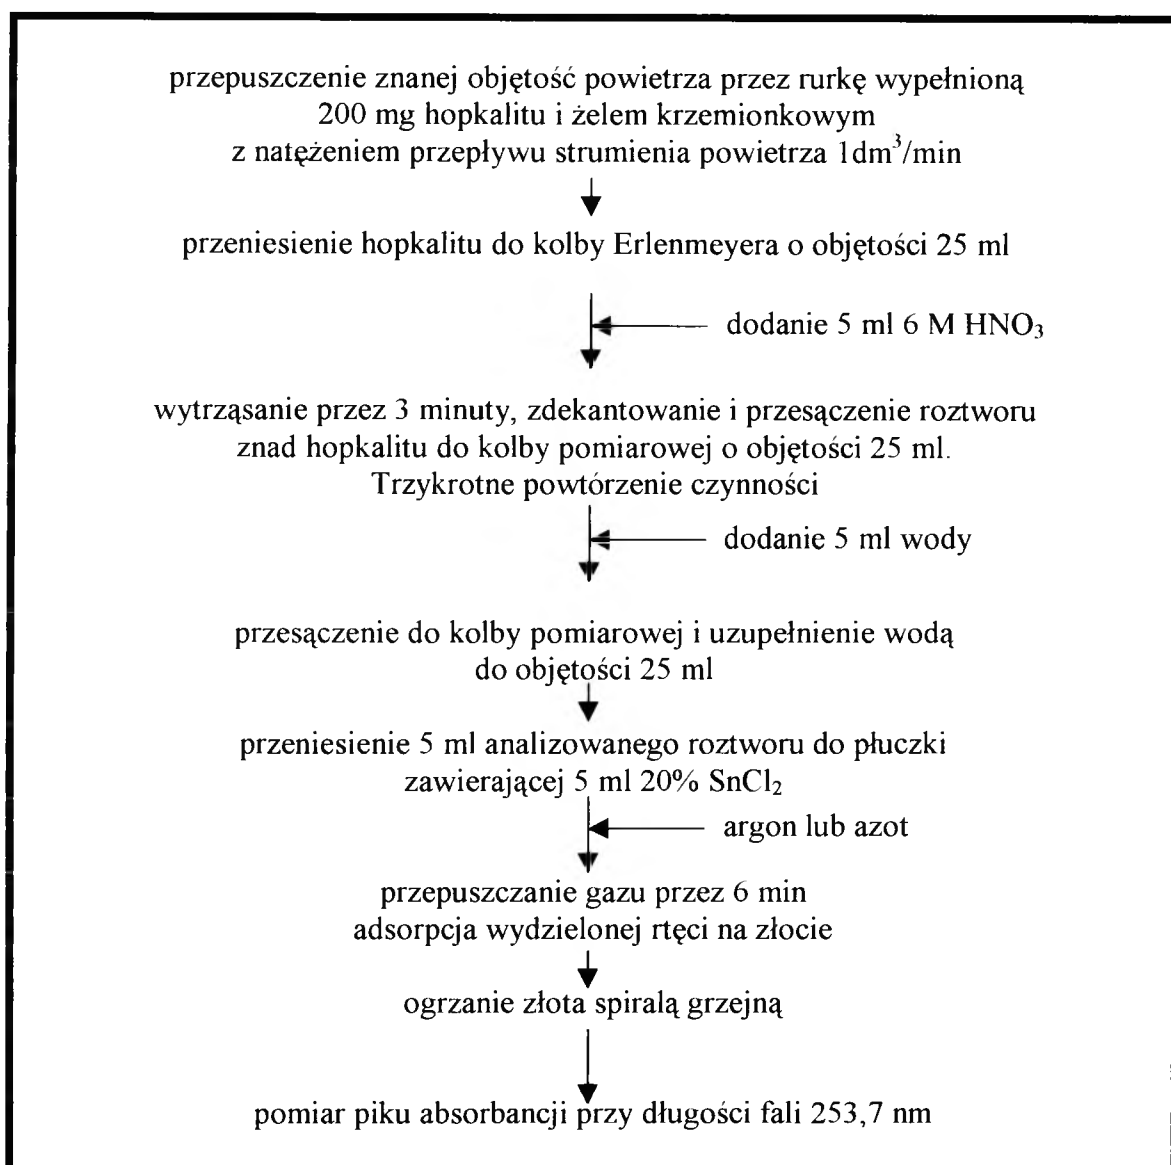 przepuszczenie znanej objętość powietrza przez rurkę wypełnioną
200 mg hopkalitu i żelem krzemionkowym
z natężeniem przepływu strumienia powietrza 1dm³/min
przeniesienie hopkalitu do kolby Erlenmeyera o objętości 25 ml
dodanie 5 ml 6 M HNO₃
wytrząsanie przez 3 minuty, zdekantowanie i przesączenie roztworu
znad hopkalitu do kolby pomiarowej o objętości 25 ml.
Trzykrotne powtórzenie czynności
dodanie 5 ml wody
przesączenie do kolby pomiarowej i uzupełnienie wodą
do objętości 25 ml
przeniesienie 5 ml analizowanego roztworu do płuczki
zawierającej 5 ml 20% SnCl₂
argon lub azot
przepuszczanie gazu przez 6 min
adsorpcja wydzielonej rtęci na złocie
ogrzanie złota spiralą grzejną
pomiar piku absorbancji przy długości fali 253,7 nm